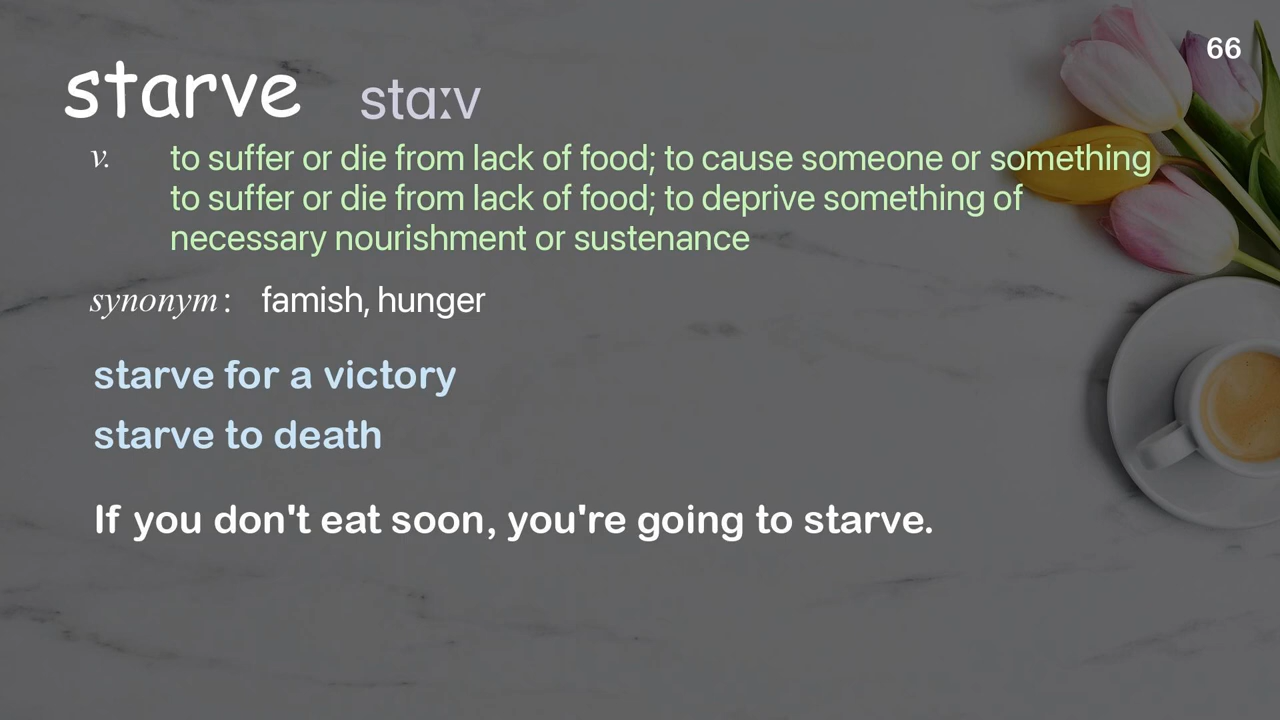 66
starve stɑːv
v. to suffer or die from lack of food; to cause someone or something
to suffer or die from lack of food; to deprive something of
necessary nourishment or sustenance
synonym : famish, hunger
starve for a victory
starve to death
If you don't eat soon, you're going to starve.